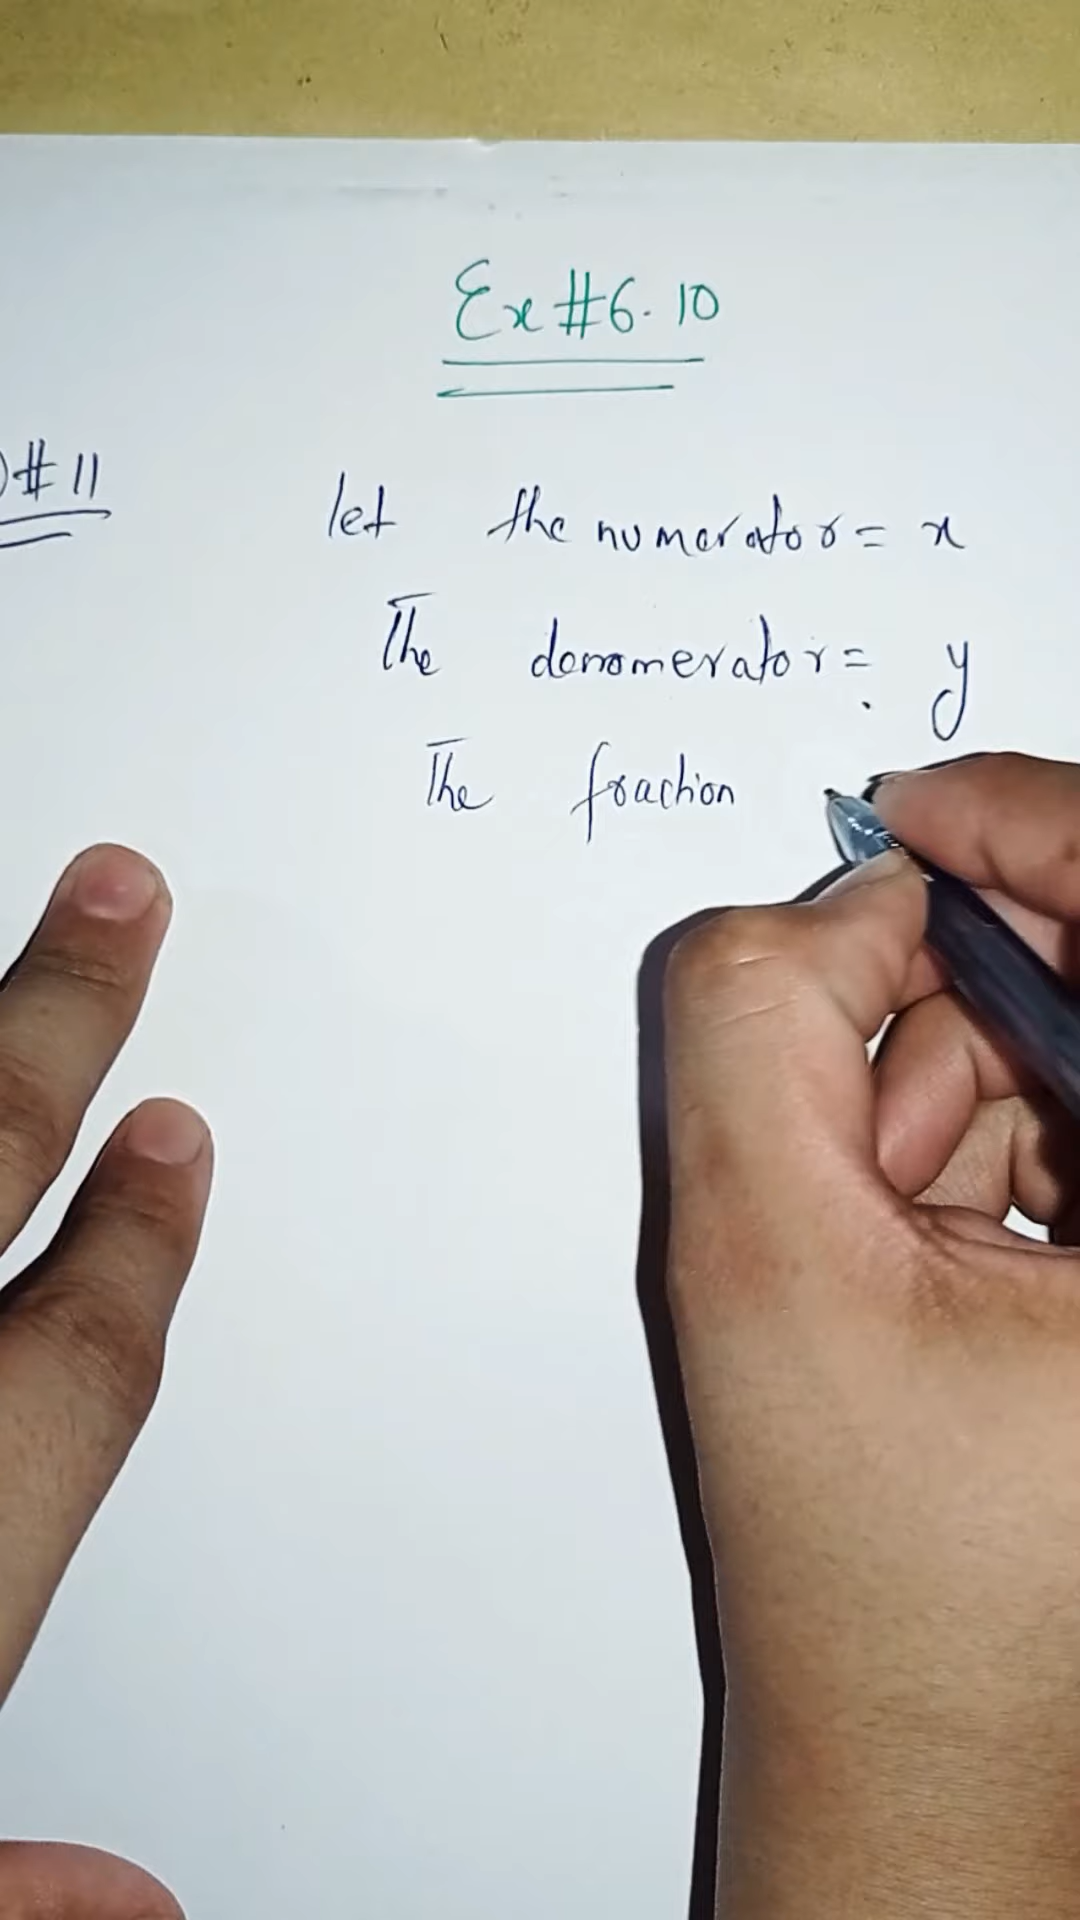 Ex#6.10
#11
let the numerator = x
The denomerator = y
The fraction